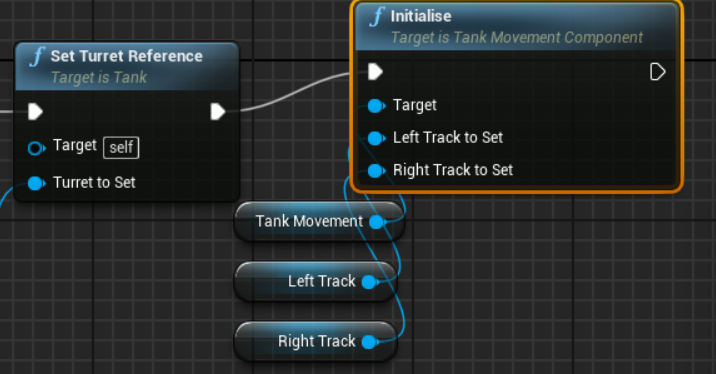 Set Turret Reference
Target is Tank
Target self
Turret to Set
Initialise
Target is Tank Movement Component
Target
Left Track to Set
Right Track to Set
Tank Movement
Left Track
Right Track